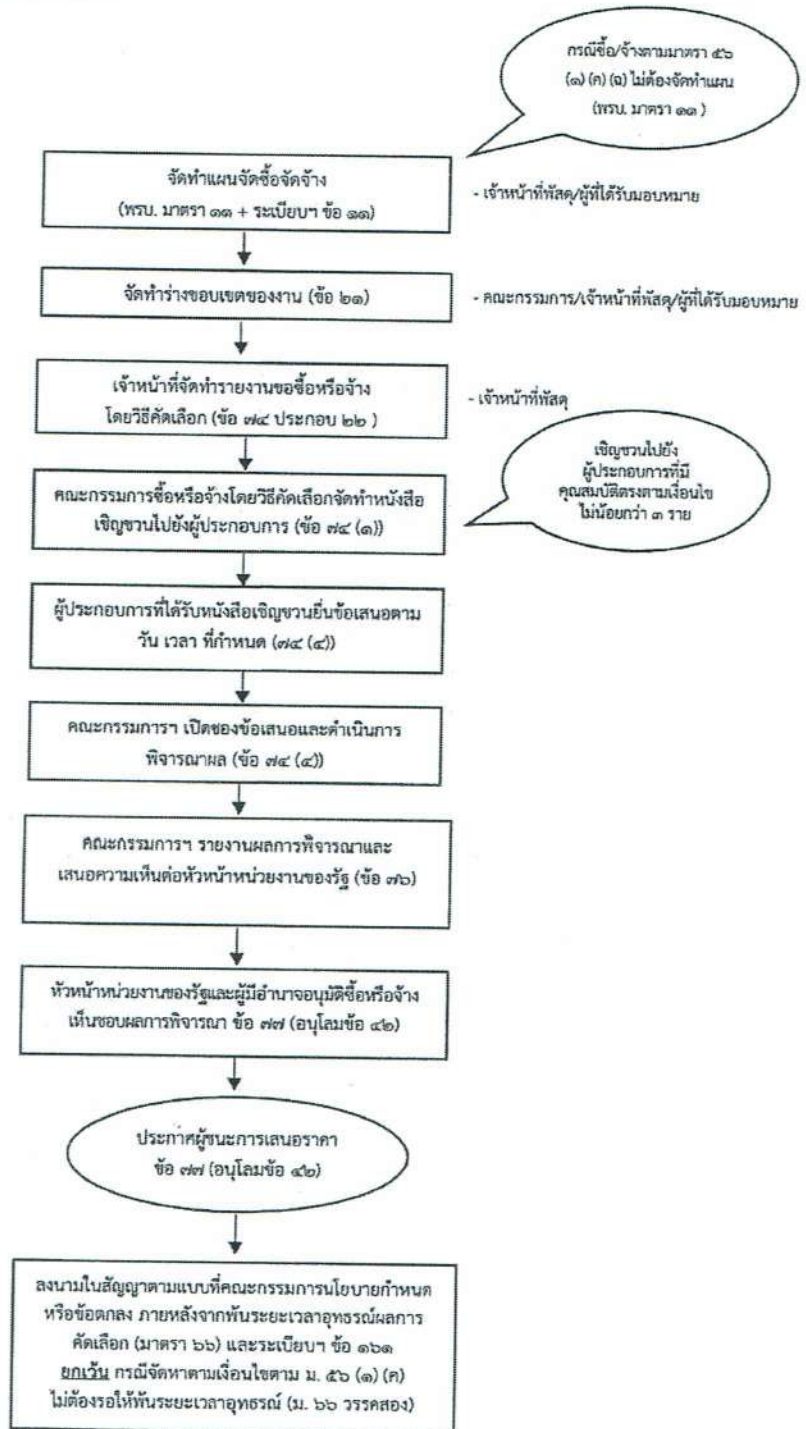 กรณีซื้อ/จ้างตามมาตรา ๕๖
(๑) (ค) (ฉ) ไม่ต้องจัดทำแผน
(พรบ. มาตรา ๑๑ )
จัดทำแผนจัดซื้อจัดจ้าง
(พรบ. มาตรา ๑๑ + ระเบียบฯ ข้อ ๑๑)
- เจ้าหน้าที่พัสดุ/ผู้ที่ได้รับมอบหมาย
จัดทำร่างขอบเขตของงาน (ข้อ ๒๑)
- คณะกรรมการ/เจ้าหน้าที่พัสดุ/ผู้ที่ได้รับมอบหมาย
เจ้าหน้าที่จัดทำรายงานขอซื้อหรือจ้าง
โดยวิธีคัดเลือก (ข้อ ๗๔ ประกอบ ๒๒ )
- เจ้าหน้าที่พัสดุ
เชิญชวนไปยัง
ผู้ประกอบการที่มี
คุณสมบัติตรงตามเงื่อนไข
ไม่น้อยกว่า ๓ ราย
คณะกรรมการซื้อหรือจ้างโดยวิธีคัดเลือกจัดทำหนังสือ
เชิญชวนไปยังผู้ประกอบการ (ข้อ ๗๔ (๑))
ผู้ประกอบการที่ได้รับหนังสือเชิญชวนยื่นข้อเสนอตาม
วัน เวลา ที่กำหนด (๗๔ (๔))
คณะกรรมการฯ เปิดซองข้อเสนอและดำเนินการ
พิจารณาผล (ข้อ ๗๔ (๔))
คณะกรรมการฯ รายงานผลการพิจารณาและ
เสนอความเห็นต่อหัวหน้าหน่วยงานของรัฐ (ข้อ ๗๖)
หัวหน้าหน่วยงานของรัฐและผู้มีอำนาจอนุมัติซื้อหรือจ้าง
เห็นชอบผลการพิจารณา ข้อ ๗๗ (อนุโลมข้อ ๔๒)
ประกาศผู้ชนะการเสนอราคา
ข้อ ๗๗ (อนุโลมข้อ ๔๒)
ลงนามในสัญญาตามแบบที่คณะกรรมการนโยบายกำหนด
หรือข้อตกลง ภายหลังจากพ้นระยะเวลาอุทธรณ์ผลการ
คัดเลือก (มาตรา ๖๖) และระเบียบฯ ข้อ ๑๖๑
ยกเว้น กรณีจัดหาตามเงื่อนไขตาม ม. ๕๖ (๑) (ค)
ไม่ต้องรอให้พ้นระยะเวลาอุทธรณ์ (ม. ๖๖ วรรคสอง)